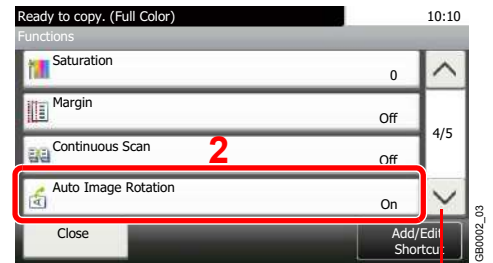 Ready to copy. (Full Color) 10:10
Functions
Saturation
0
Margin
Off
4/5
Continuous Scan
2
Off
Auto Image Rotation
On
Close
Add/Edit
Shortcut
GB0002_03